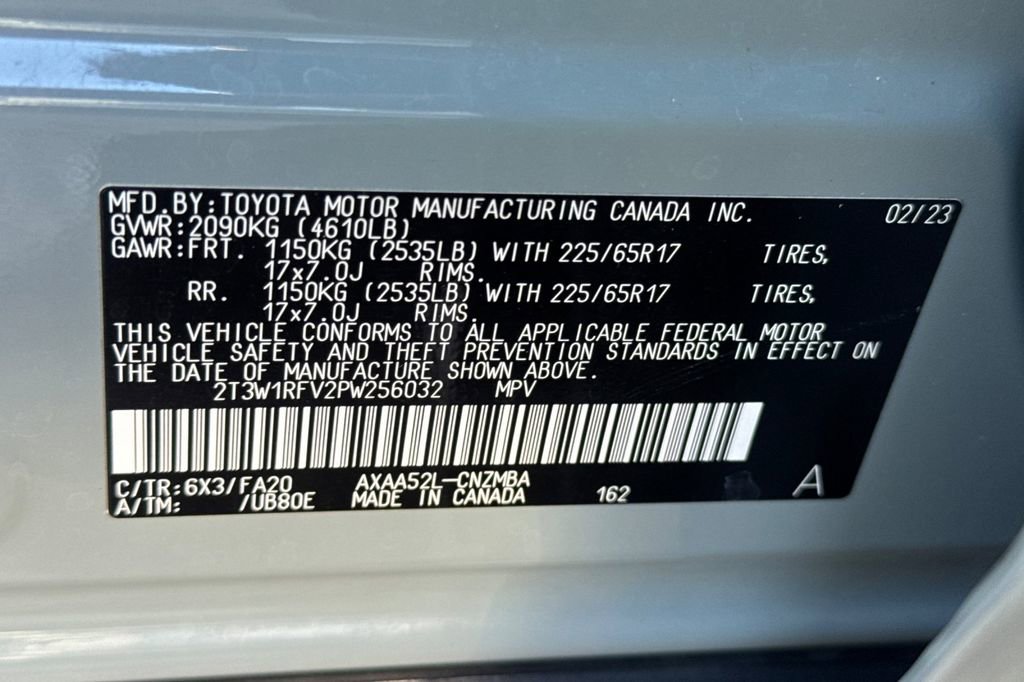 MFD.BY:TOYOTA MOTOR MANUFACTURING CANADA INC. 02/23
GVWR:2090KG (4610LB)
GAWR:FRT. 1150KG (2535LB) WITH 225/65R17 TIRES,
17x7.0J RIMS.
RR. 1150KG (2535LB) WITH 225/65R17 TIRES,
17x7.0J RIMS.
THIS VEHICLE CONFORMS TO ALL APPLICABLE FEDERAL MOTOR
VEHICLE SAFETY AND THEFT PREVENTION STANDARDS IN EFFECT ON
THE DATE OF MANUFACTURE SHOWN ABOVE.
2T3W1RFV2PW256032 MPV
C/TR:6X3/FA20 AXAA52L-CNZMBA
A/TM: /UB80E MADE IN CANADA 162 A